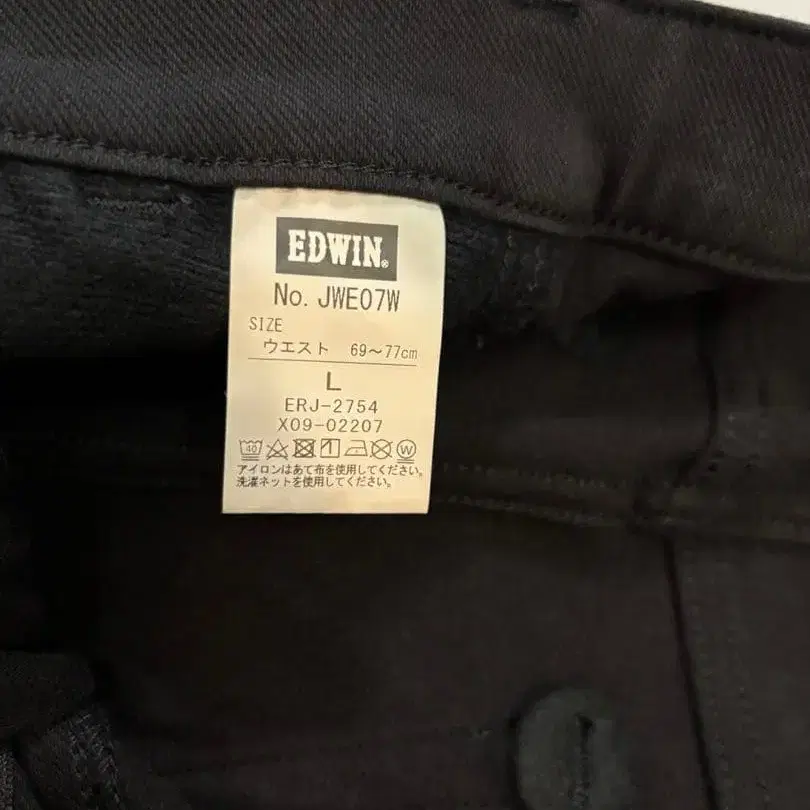 EDWIN®
No. JWE07W
SIZE
ウエスト 69～77cm
L
ERJ-2754
X09-02207
40 W
アイロンはあて布を使用してください。
洗濯ネットを使用してください。